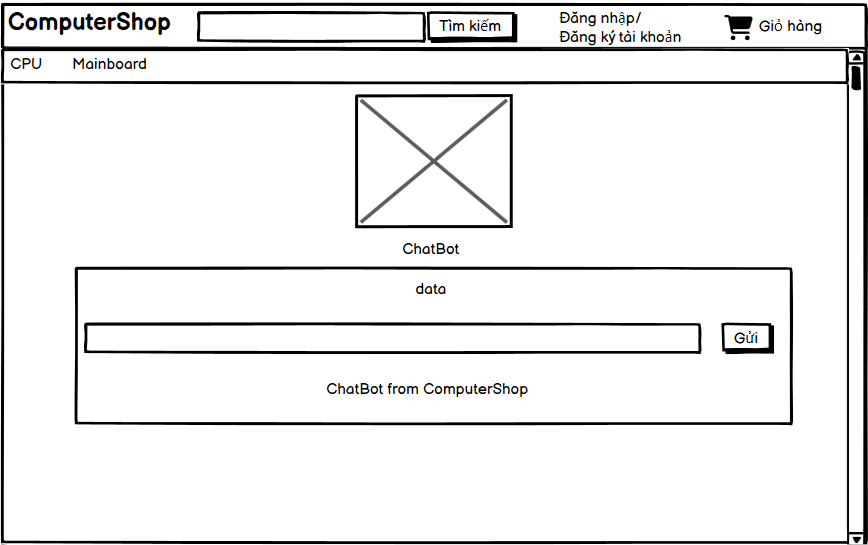 ComputerShop
Tìm kiếm
Đăng nhập/
Đăng ký tài khoản
Giỏ hàng
CPU Mainboard
ChatBot
data
Gửi
ChatBot from ComputerShop